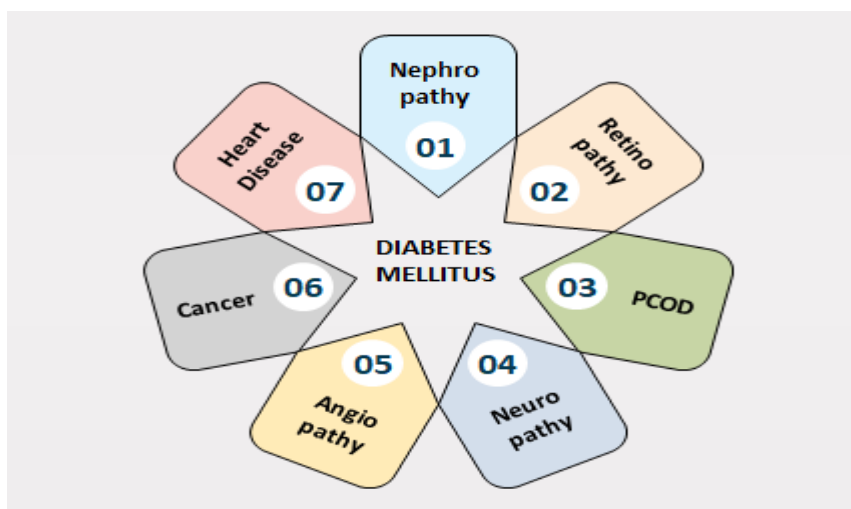 Nephro
pathy
01
Retino
pathy
02
03
PCOD
04
Neuro
pathy
05
Angio
pathy
06
Cancer
07
Heart
Disease
DIABETES
MELLITUS